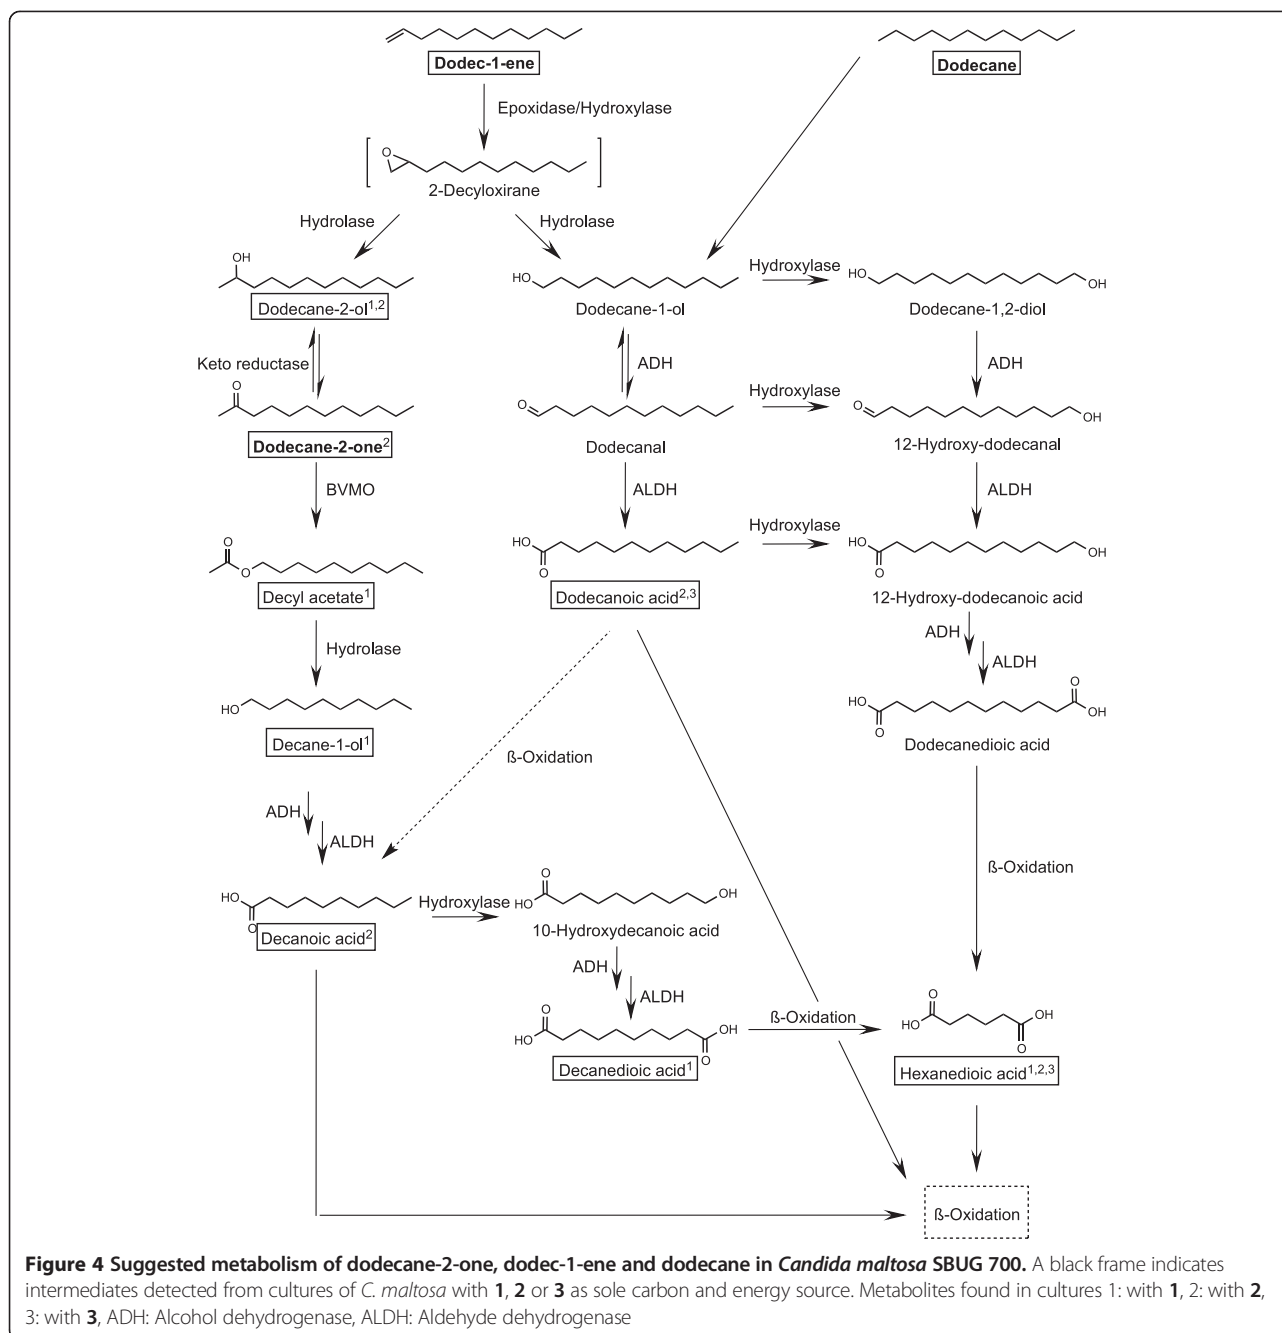 Dodec-1-ene
Dodecane
Epoxidase/Hydroxylase
O
2-Decyloxirane
Hydrolase
Hydrolase
OH
Dodecane-2-ol1,2
HO
Dodecane-1-ol
Hydroxylase
HO
OH
Dodecane-1,2-diol
Keto reductase
ADH
ADH
O
Dodecane-2-one2
O
Dodecanal
Hydroxylase
O
OH
12-Hydroxy-dodecanal
BVMO
ALDH
ALDH
O
O
Decyl acetate1
HO
O
Dodecanoic acid2,3
Hydroxylase
HO
O
OH
12-Hydroxy-dodecanoic acid
Hydrolase
ADH
ALDH
HO
Decane-1-ol1
HO
O
O
OH
Dodecanedioic acid
ß-Oxidation
ADH
ALDH
ß-Oxidation
HO
O
Decanoic acid2
Hydroxylase
O
HO
OH
10-Hydroxydecanoic acid
ADH
ALDH
O
HO
OH
O
Decanedioic acid1
ß-Oxidation
O
HO
OH
O
Hexanedioic acid1,2,3
ß-Oxidation
Figure 4 Suggested metabolism of dodecane-2-one, dodec-1-ene and dodecane in Candida maltosa SBUG 700. A black frame indicates
intermediates detected from cultures of C. maltosa with 1, 2 or 3 as sole carbon and energy source. Metabolites found in cultures 1: with 1, 2: with 2,
3: with 3, ADH: Alcohol dehydrogenase, ALDH: Aldehyde dehydrogenase